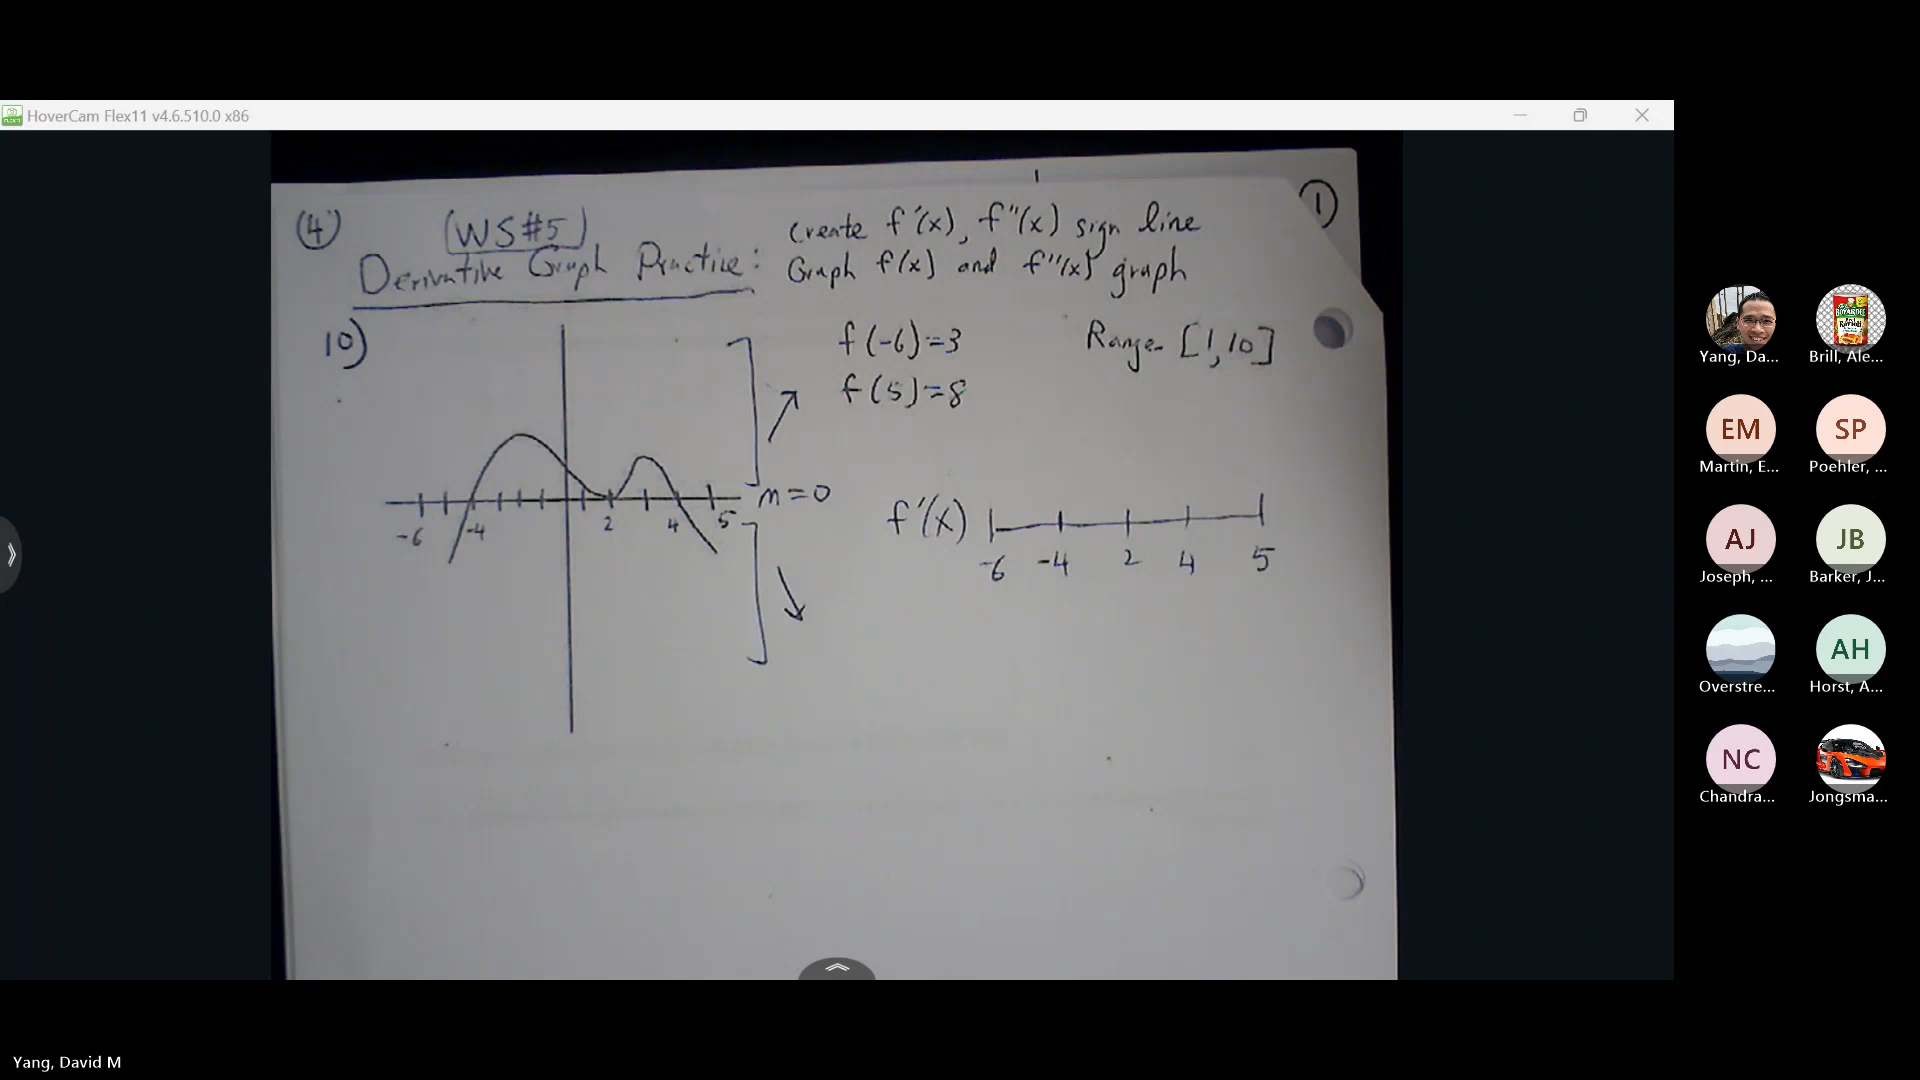 HoverCam Flex11 v4.6.510.0 x86
(4) (WS#5) Create f'(x), f''(x) sign line (1)
Derivative Graph Practice: Graph f(x) and f''(x) graph
10) f(-6)=3 Range [1,10]
f(5)=8
m=0
-6 -4 2 4 5
f'(x)
-6 -4 2 4 5
Yang, Da... Brill, Ale...
EM SP
Martin, E... Poehler, ...
AJ JB
Joseph, ... Barker, J...
AH
Overstre... Horst, A...
NC
Chandra... Jongsma...
Yang, David M